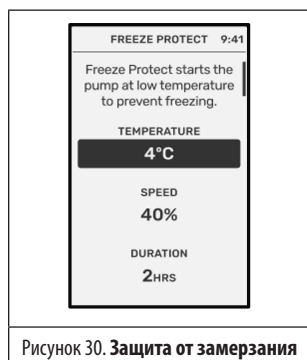 FREEZE PROTECT 9:41
Freeze Protect starts the
pump at low temperature
to prevent freezing.
TEMPERATURE
4°C
SPEED
40%
DURATION
2HRS
Рисунок 30. Защита от замерзания